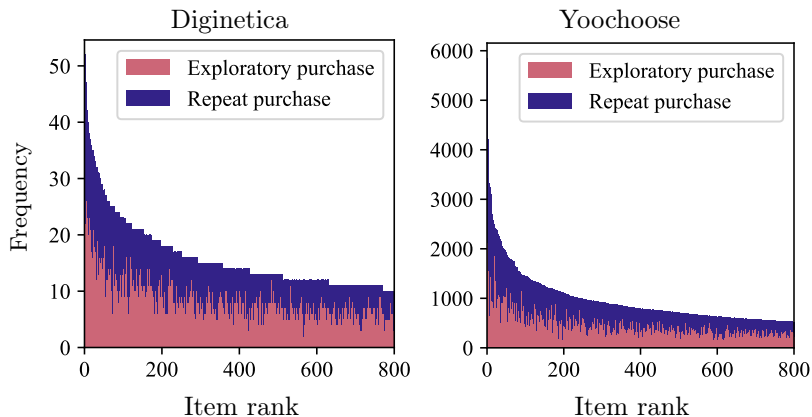 Diginetica
Frequency
50
40
30
20
10
0
Exploratory purchase
Repeat purchase
0 200 400 600 800
Item rank
Yoochoose
6000
5000
4000
3000
2000
1000
0
Exploratory purchase
Repeat purchase
0 200 400 600 800
Item rank